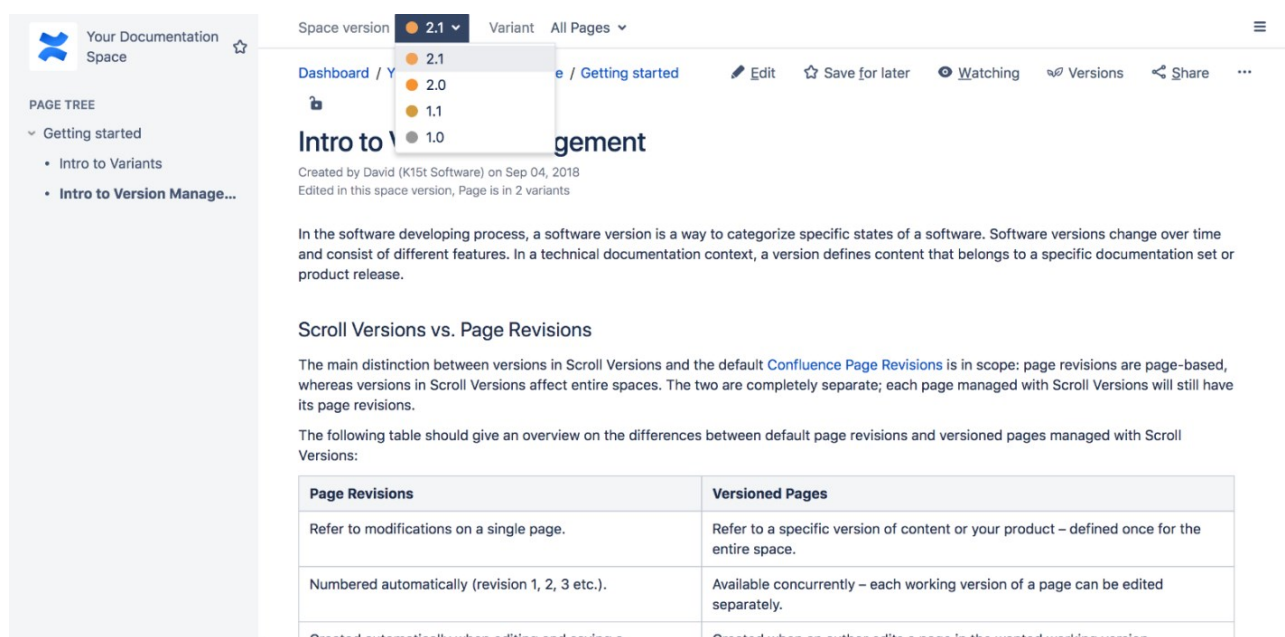 Your Documentation
Space
Space version 2.1 Variant All Pages
2.1
2.0
1.1
1.0
Dashboard / Y e / Getting started
Edit Save for later Watching Versions Share ...
PAGE TREE
Getting started
• Intro to Variants
• Intro to Version Manage...
Intro to gement
Created by David (K15t Software) on Sep 04, 2018
Edited in this space version, Page is in 2 variants
In the software developing process, a software version is a way to categorize specific states of a software. Software versions change over time
and consist of different features. In a technical documentation context, a version defines content that belongs to a specific documentation set or
product release.
Scroll Versions vs. Page Revisions
The main distinction between versions in Scroll Versions and the default Confluence Page Revisions is in scope: page revisions are page-based,
whereas versions in Scroll Versions affect entire spaces. The two are completely separate; each page managed with Scroll Versions will still have
its page revisions.
The following table should give an overview on the differences between default page revisions and versioned pages managed with Scroll
Versions:
Page Revisions
Versioned Pages
Refer to modifications on a single page.
Refer to a specific version of content or your product – defined once for the
entire space.
Numbered automatically (revision 1, 2, 3 etc.).
Available concurrently – each working version of a page can be edited
separately.